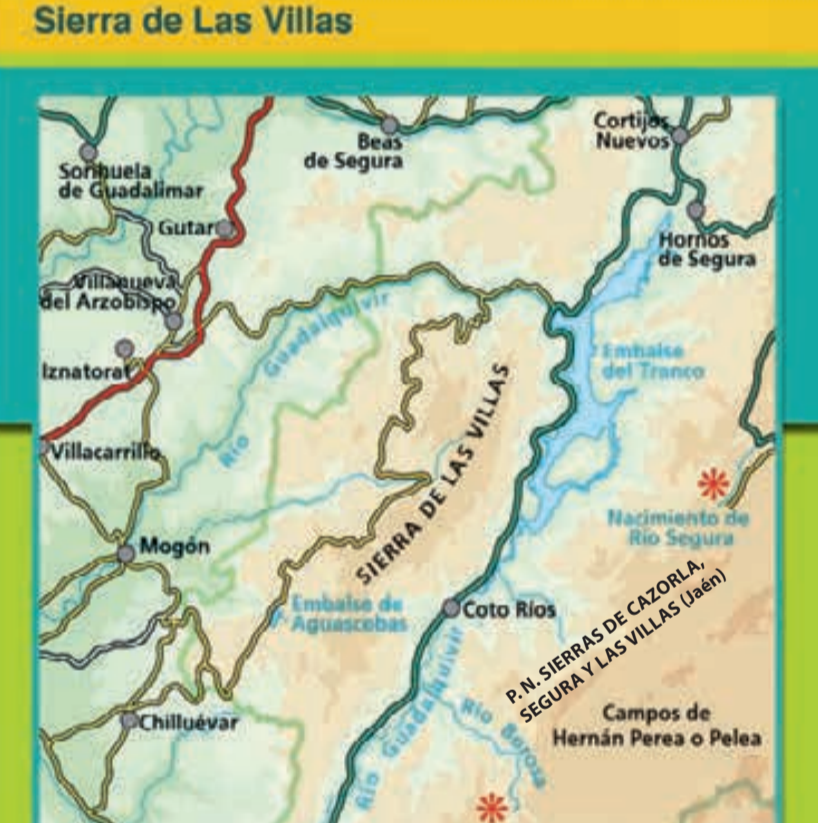 Sierra de Las Villas
Beas
de Segura
Cortijos
Nuevos
Sorihuela
de Guadalimar
Gutar
Hornos
de Segura
Villanueva
del Arzobispo
Río Guadalquivir
Iznatoraf
Embalse
del Tranco
Villacarrillo
SIERRA DE LAS VILLAS
Nacimiento de
Río Segura
Mogón
Embalse de
Aguascebas
Coto Ríos
P. N. SIERRAS DE CAZORLA,
SEGURA Y LAS VILLAS (Jaén)
Río Guadalquivir
Río Borosa
Chilluévar
Campos de
Hernán Perea o Pelea